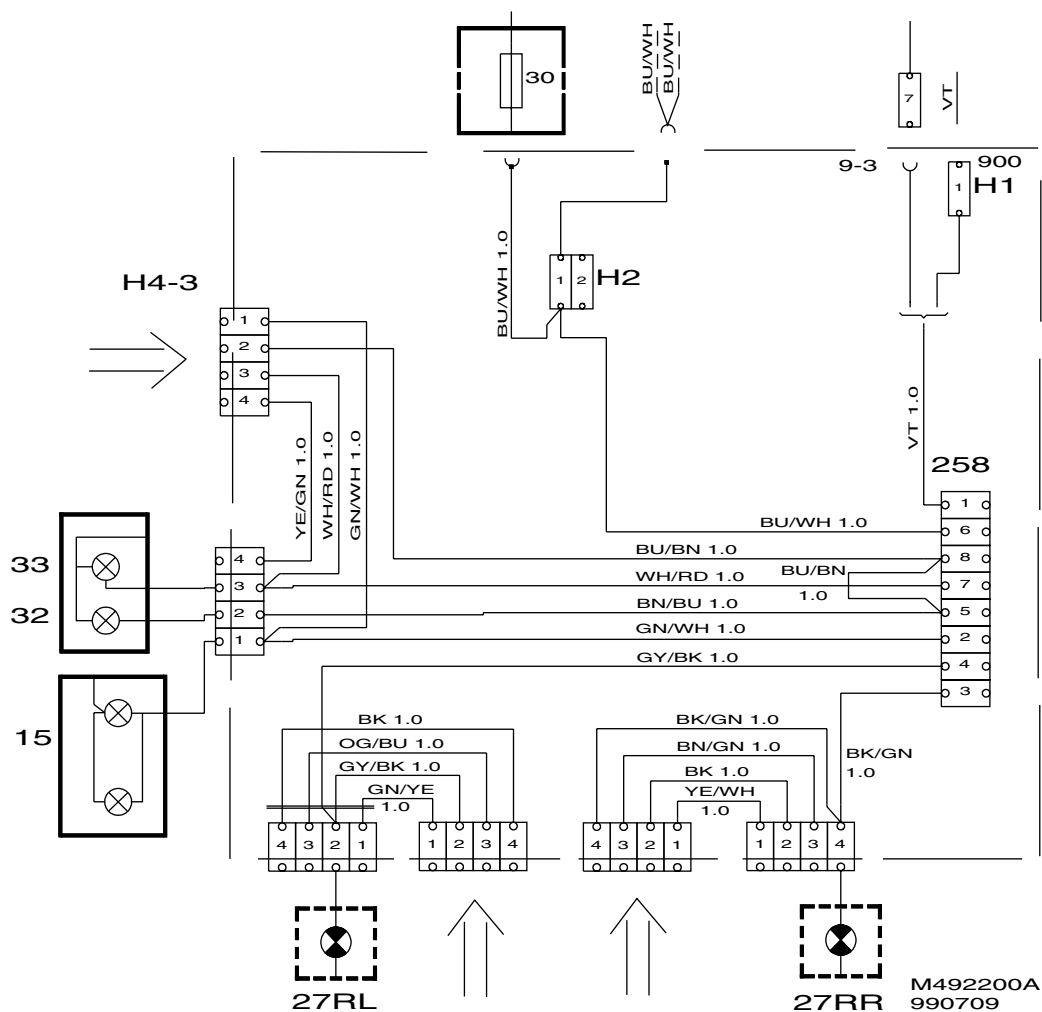 30
BU/WH
BU/WH
7
VT
9-3
900
1
H1
BU/WH 1.0
1
2
H2
H4-3
1
2
3
4
YE/GN 1.0
WH/RD 1.0
GN/WH 1.0
VT 1.0
258
1
BU/WH 1.0
6
BU/BN 1.0
8
BU/BN
1.0
WH/RD 1.0
7
BN/BU 1.0
5
GN/WH 1.0
2
GY/BK 1.0
4
3
33
32
4
3
2
1
15
BK 1.0
OG/BU 1.0
GY/BK 1.0
GN/YE
1.0
BK/GN 1.0
BN/GN 1.0
BK 1.0
YE/WH
1.0
BK/GN
1.0
4 3 2 1
1 2 3 4
4 3 2 1
1 2 3 4
27RL
27RR
M492200A
990709